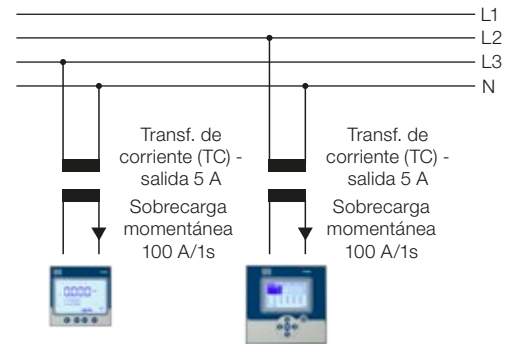 L1
L2
L3
N
Transf. de
corriente (TC) -
salida 5 A
Sobrecarga
momentánea
100 A/1s
Transf. de
corriente (TC) -
salida 5 A
Sobrecarga
momentánea
100 A/1s